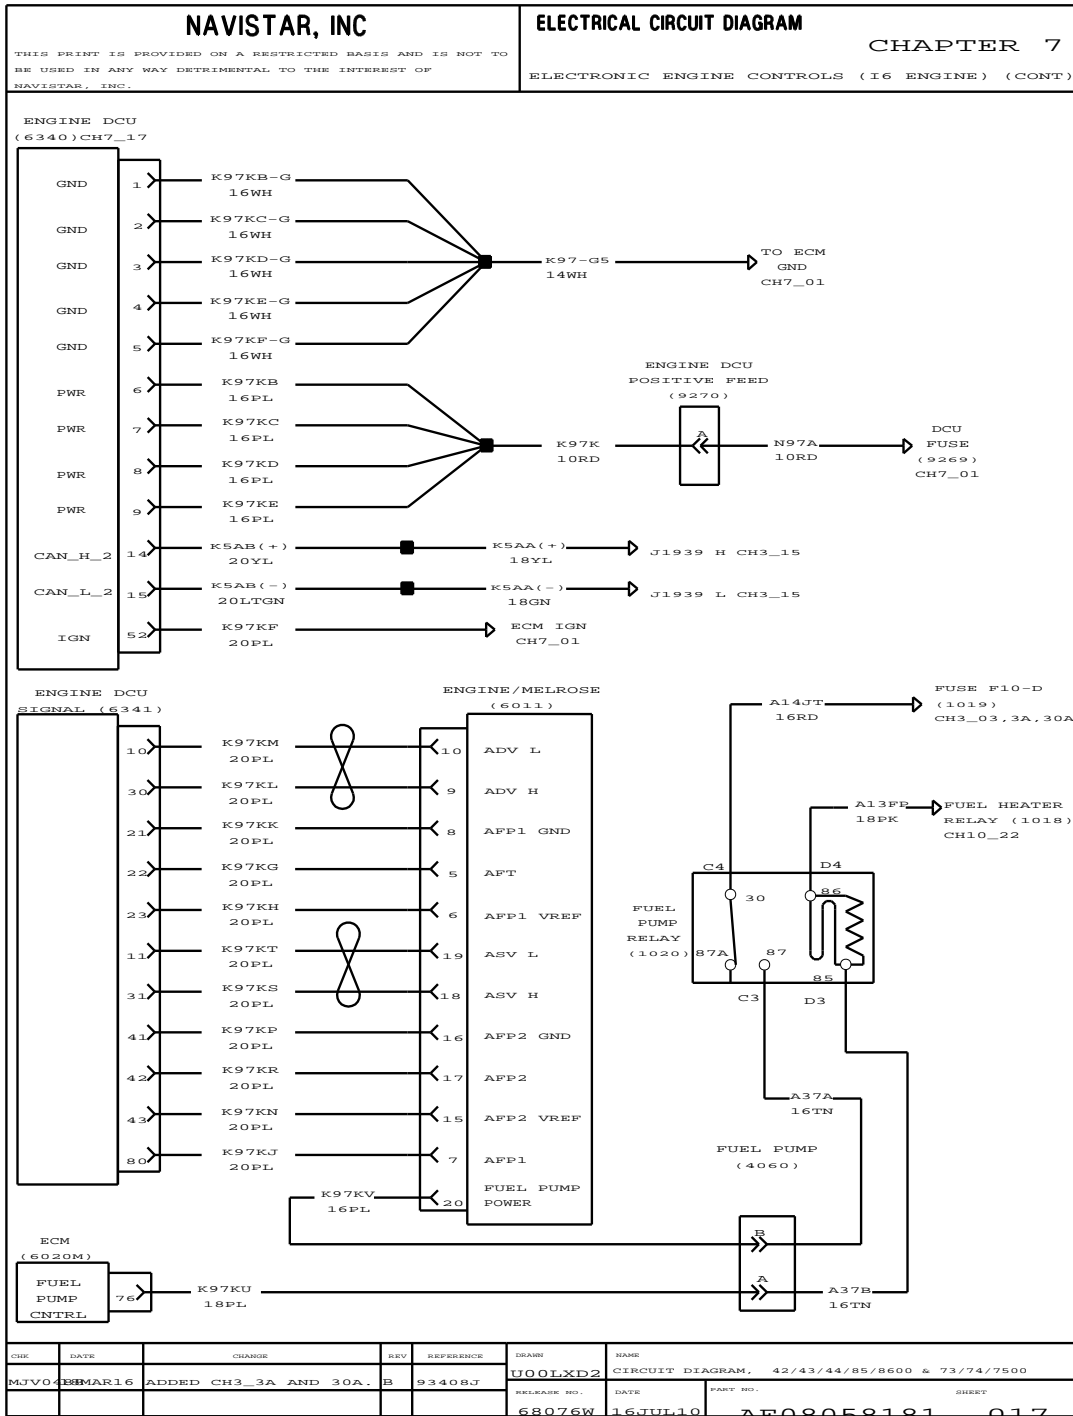 NAVISTAR, INC
THIS PRINT IS PROVIDED ON A RESTRICTED BASIS AND IS NOT TO
BE USED IN ANY WAY DETRIMENTAL TO THE INTEREST OF
NAVISTAR, INC.
ELECTRICAL CIRCUIT DIAGRAM
CHAPTER 7
ELECTRONIC ENGINE CONTROLS (I6 ENGINE) (CONT)
ENGINE DCU
(6340)CH7_17
GND 1 K97KB-G
16WH
GND 2 K97KC-G
16WH
GND 3 K97KD-G
16WH
GND 4 K97KE-G
16WH
GND 5 K97KF-G
16WH
K97-G5
14WH
TO ECM
GND
CH7_01
PWR 6 K97KB
16PL
PWR 7 K97KC
16PL
PWR 8 K97KD
16PL
PWR 9 K97KE
16PL
K97K
10RD
ENGINE DCU
POSITIVE FEED
(9270)
A
N97A
10RD
DCU
FUSE
(9269)
CH7_01
CAN_H_2 14 K5AB(+)
20YL
K5AA(+)
18YL
J1939 H CH3_15
CAN_L_2 15 K5AB(-)
20LTGN
K5AA(-)
18GN
J1939 L CH3_15
IGN 52 K97KF
20PL
ECM IGN
CH7_01
ENGINE DCU
SIGNAL (6341)
ENGINE/MELROSE
(6011)
10 K97KM 10 ADV L
20PL
30 K97KL 9 ADV H
20PL
21 K97KK 8 AFP1 GND
20PL
22 K97KG 5 AFT
20PL
23 K97KH 6 AFP1 VREF
20PL
11 K97KT 19 ASV L
20PL
31 K97KS 18 ASV H
20PL
41 K97KP 16 AFP2 GND
20PL
42 K97KR 17 AFP2
20PL
43 K97KN 15 AFP2 VREF
20PL
80 K97KJ 7 AFP1
20PL
K97KV 20 FUEL PUMP
16PL POWER
A14JT
16RD
FUSE F10-D
(1019)
CH3_03,3A,30A
A13FP
18PK
FUEL HEATER
RELAY (1018)
CH10_22
C4 D4
30 86
FUEL
PUMP
RELAY
(1020)
87A 87 85
C3 D3
A37A
16TN
FUEL PUMP
(4060)
B
A
A37B
16TN
ECM
(6020M)
FUEL
PUMP
CNTRL
76 K97KU
18PL
CHK DATE CHANGE REV REFERENCE
MAR16 ADDED CH3_3A AND 30A. B 93408J
DRAWN
U00LXD2
NAME
CIRCUIT DIAGRAM, 42/43/44/85/8600 & 73/74/7500
RELEASE NO.
68076W
DATE
16JUL10
PART NO.
AE08058181
SHEET
017